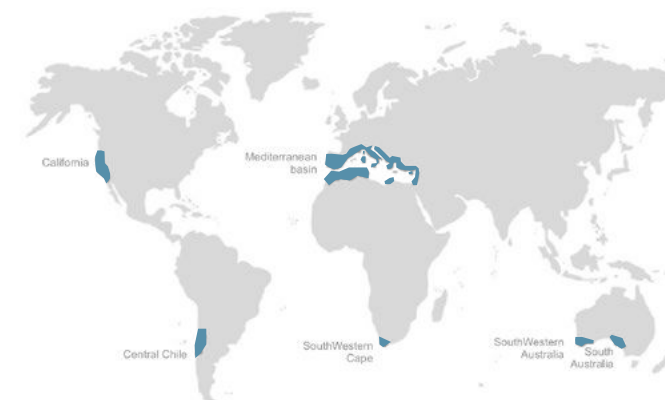 California
Mediterranean
basin
Central Chile
SouthWestern
Cape
SouthWestern
Australia
South
Australia